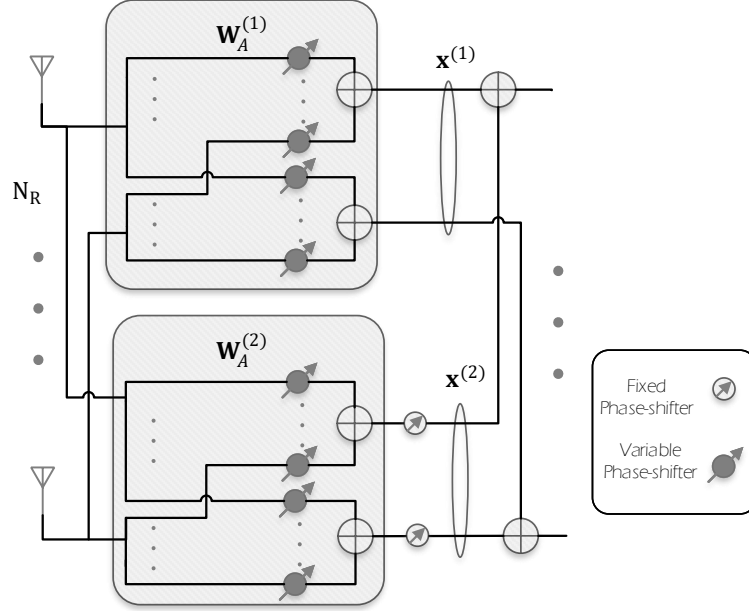 𝐖_A^(1)
𝐱^(1)
N_R
𝐖_A^(2)
𝐱^(2)
Fixed
Phase-shifter
Variable
Phase-shifter